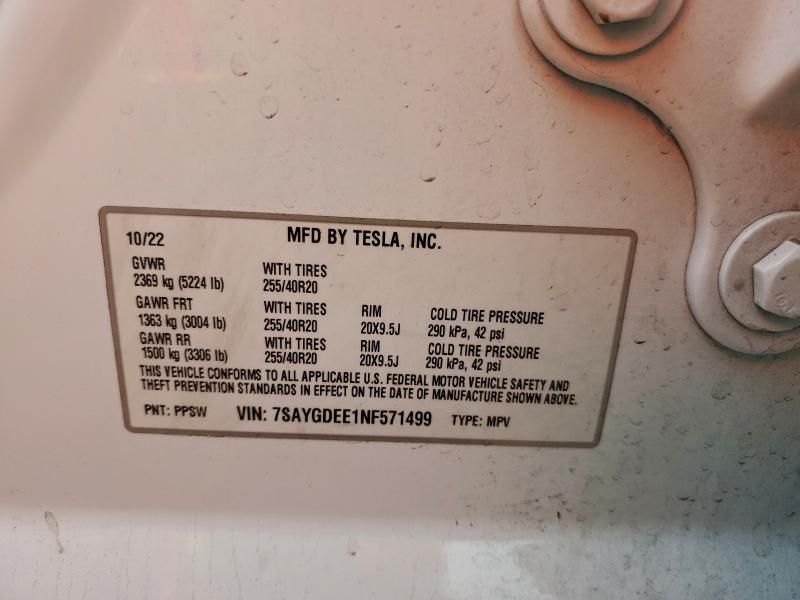 10/22 MFD BY TESLA, INC.
GVWR WITH TIRES
2369 kg (5224 lb) 255/40R20
GAWR FRT WITH TIRES RIM COLD TIRE PRESSURE
1363 kg (3004 lb) 255/40R20 20X9.5J 290 kPa, 42 psi
GAWR RR WITH TIRES RIM COLD TIRE PRESSURE
1500 kg (3306 lb) 255/40R20 20X9.5J 290 kPa, 42 psi
THIS VEHICLE CONFORMS TO ALL APPLICABLE U.S. FEDERAL MOTOR VEHICLE SAFETY AND
THEFT PREVENTION STANDARDS IN EFFECT ON THE DATE OF MANUFACTURE SHOWN ABOVE.
PNT: PPSW VIN: 7SAYGDEE1NF571499 TYPE: MPV